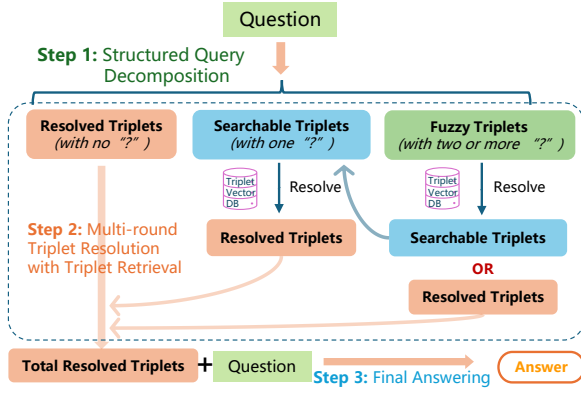 Question
Step 1: Structured Query
Decomposition
Resolved Triplets
(with no “?” )
Searchable Triplets
(with one “?” )
Fuzzy Triplets
(with two or more “?” )
Triplet
Vector
DB
Resolve
Triplet
Vector
DB
Resolve
Step 2: Multi-round
Triplet Resolution
with Triplet Retrieval
Resolved Triplets
Searchable Triplets
OR
Resolved Triplets
Total Resolved Triplets + Question
Step 3: Final Answering
Answer